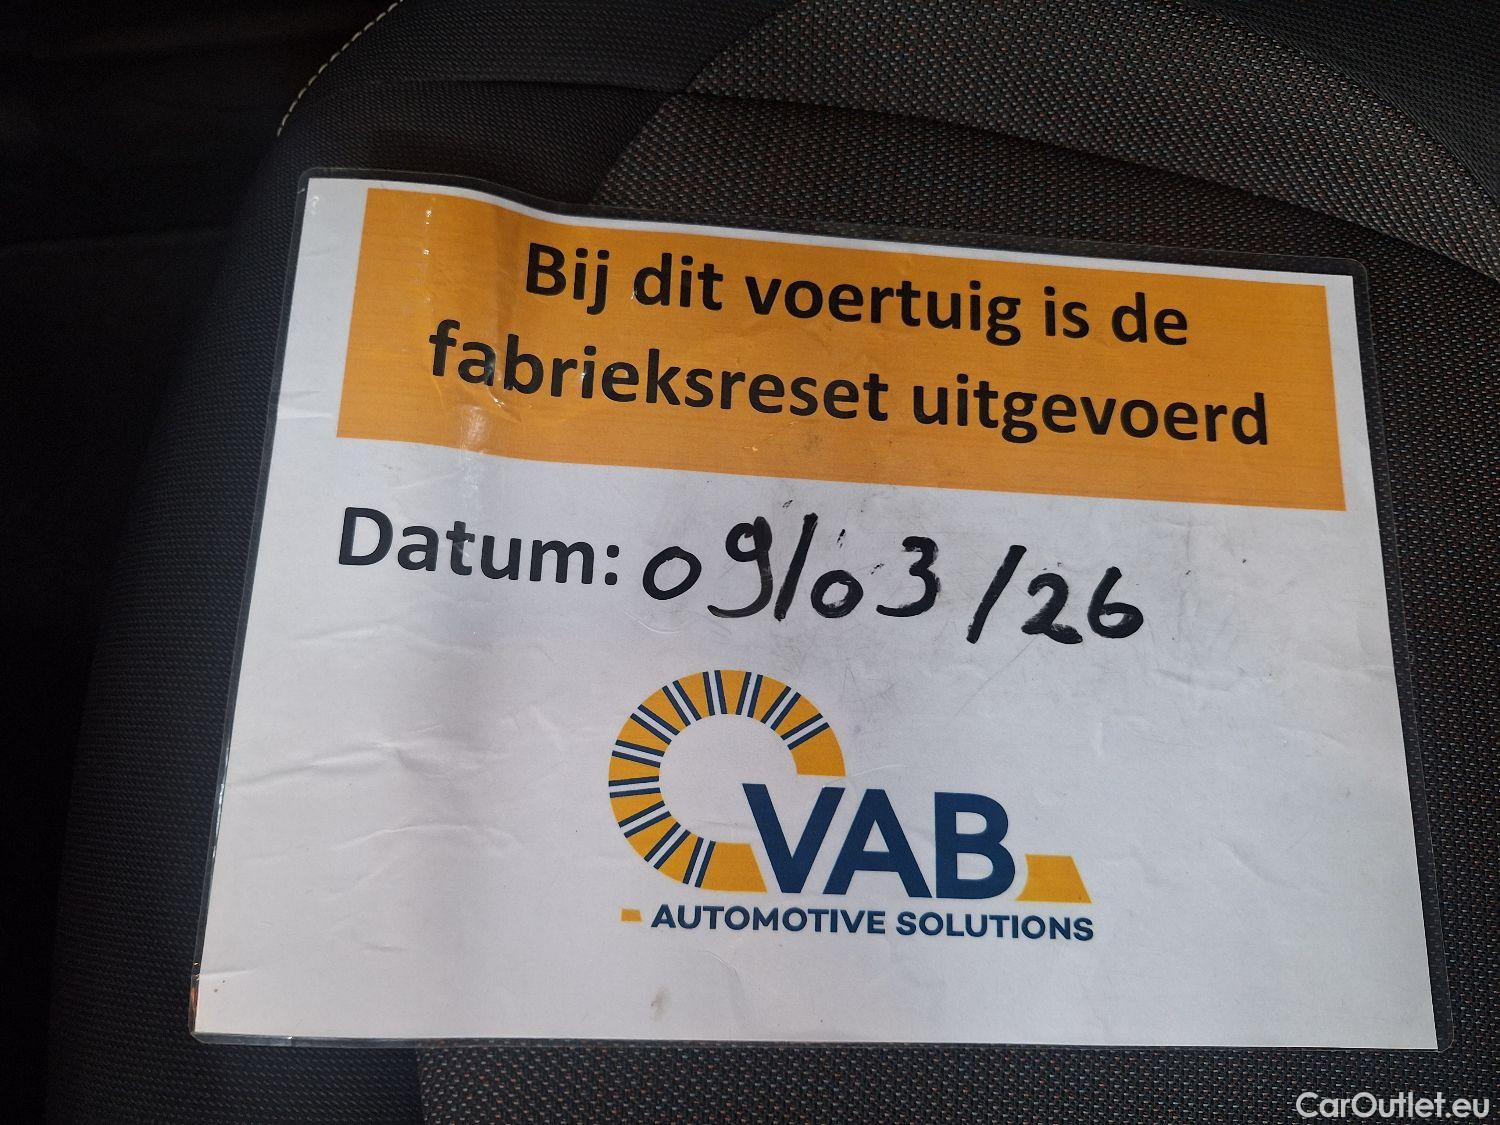 Bij dit voertuig is de
fabrieksreset uitgevoerd
Datum: 09/03/26
VAB
AUTOMOTIVE SOLUTIONS
CarOutlet.eu